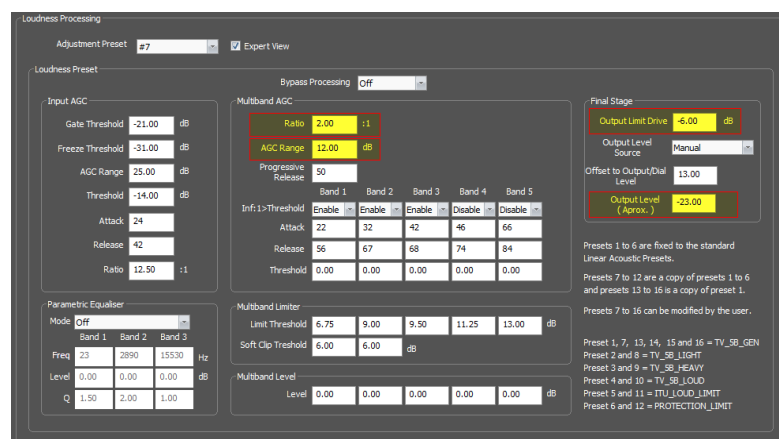 Loudness Processing
Adjustment Preset #7 Expert View
Loudness Preset
Bypass Processing Off
Input AGC
Gate Threshold -21.00 dB
Freeze Threshold -31.00 dB
AGC Range 25.00 dB
Threshold -14.00 dB
Attack 24
Release 42
Ratio 12.50 :1
Parametric Equaliser
Mode Off
Band 1 Band 2 Band 3
Freq 23 2890 15530 Hz
Level 0.00 0.00 0.00 dB
Q 1.50 2.00 1.00
Multiband AGC
Ratio 2.00 :1
AGC Range 12.00 dB
Progressive
Release 50
Band 1 Band 2 Band 3 Band 4 Band 5
Inf:1>Threshold Enable Enable Enable Disable Disable
Attack 22 32 42 46 66
Release 56 67 68 74 84
Threshold 0.00 0.00 0.00 0.00 0.00
Multiband Limiter
Limit Threshold 6.75 9.00 9.50 11.25 13.00 dB
Soft Clip Treshold 6.00 6.00 dB
Multiband Level
Level 0.00 0.00 0.00 0.00 0.00 dB
Final Stage
Output Limit Drive -6.00 dB
Output Level
Source Manual
Offset to Output/Dial
Level 13.00
Output Level
(Aprox. ) -23.00
Presets 1 to 6 are fixed to the standard
Linear Acoustic Presets.
Presets 7 to 12 are a copy of presets 1 to 6
and presets 13 to 16 is a copy of preset 1.
Presets 7 to 16 can be modified by the user.
Preset 1, 7, 13, 14, 15 and 16 = TV_5B_GEN
Preset 2 and 8 = TV_5B_LIGHT
Preset 3 and 9 = TV_5B_HEAVY
Preset 4 and 10 = TV_5B_LOUD
Preset 5 and 11 = ITU_LOUD_LIMIT
Preset 6 and 12 = PROTECTION_LIMIT